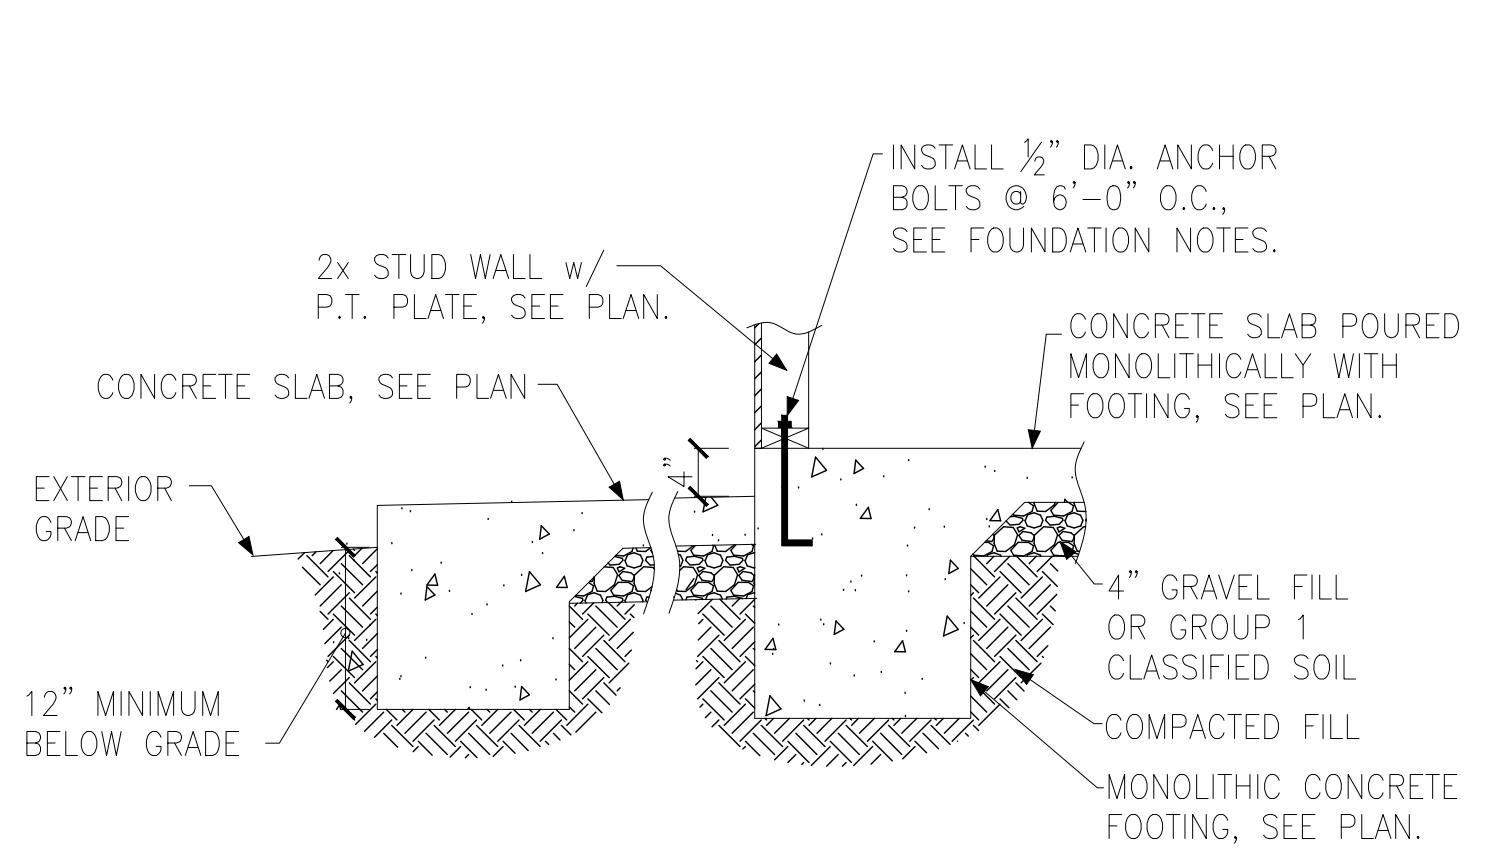 INSTALL ½" DIA. ANCHOR
BOLTS @ 6'-0" O.C.,
SEE FOUNDATION NOTES.
2x STUD WALL w/
P.T. PLATE, SEE PLAN.
CONCRETE SLAB POURED
MONOLITHICALLY WITH
FOOTING, SEE PLAN.
CONCRETE SLAB, SEE PLAN
4"
EXTERIOR
GRADE
4" GRAVEL FILL
OR GROUP 1
CLASSIFIED SOIL
12" MINIMUM
BELOW GRADE
COMPACTED FILL
MONOLITHIC CONCRETE
FOOTING, SEE PLAN.